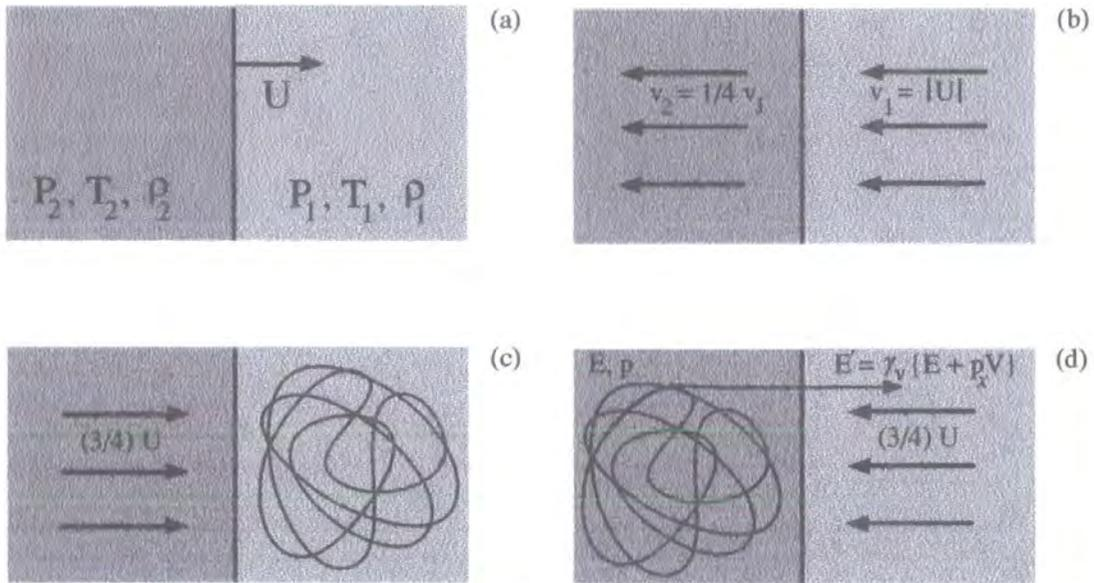 (a)
U
P₂, T₂, ρ₂
P₁, T₁, ρ₁
(b)
v₂ = 1/4 v₁
v₁ = |U|
(c)
(3/4) U
(d)
E, p
E′ = γᵥ {E + pₓV}
(3/4) U